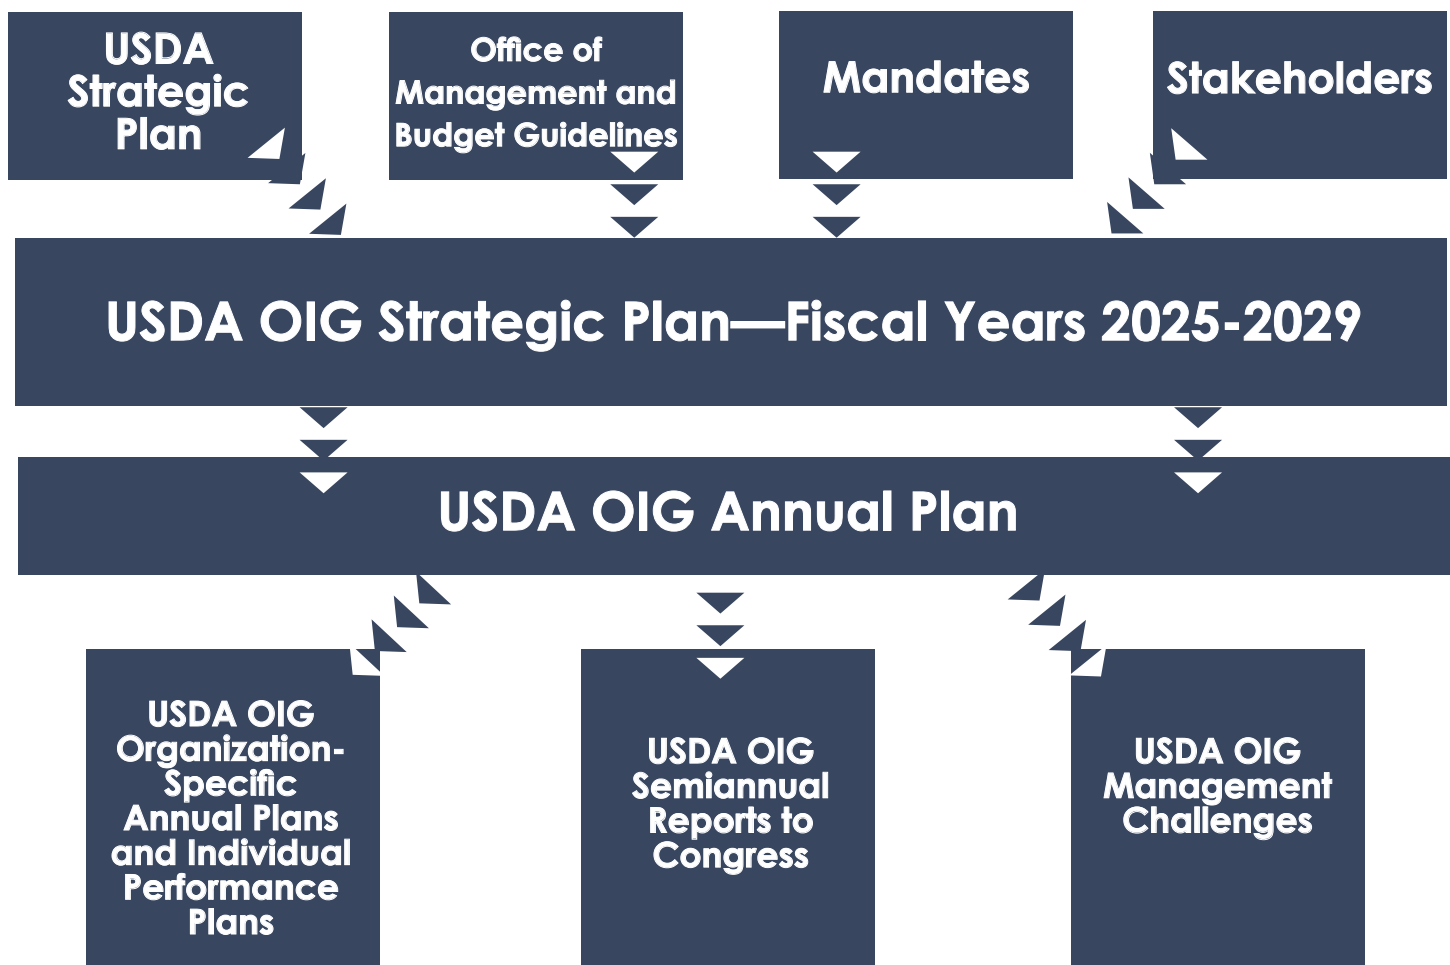 USDA
Strategic
Plan
Office of
Management and
Budget Guidelines
Mandates
Stakeholders
USDA OIG Strategic Plan—Fiscal Years 2025-2029
USDA OIG Annual Plan
USDA OIG
Organization-
Specific
Annual Plans
and Individual
Performance
Plans
USDA OIG
Semiannual
Reports to
Congress
USDA OIG
Management
Challenges